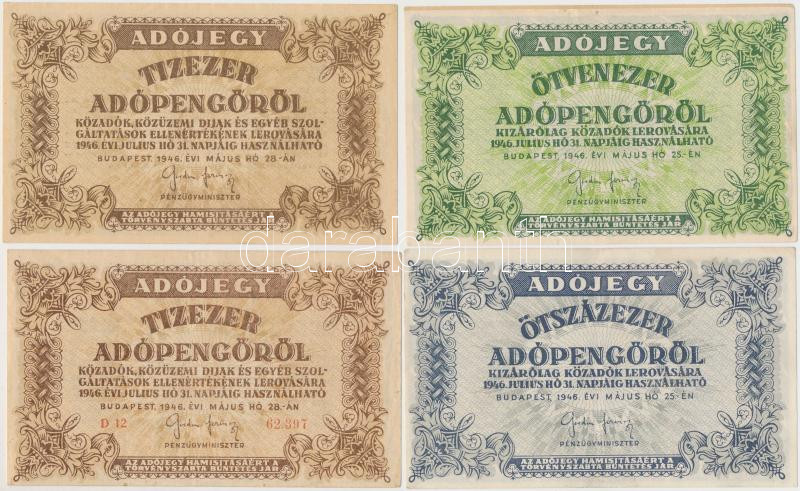 ADÓJEGY
TIZEZER
ADÓPENGŐRŐL
KÖZADÓK, KÖZÜZEMI DIJAK ÉS EGYÉB SZOL-
GÁLTATÁSOK ELLENÉRTÉKÉNEK LEROVÁSÁRA
1946. ÉVI JULIUS HÓ 31. NAPJÁIG HASZNÁLHATÓ
BUDAPEST, 1946. ÉVI MÁJUS HÓ 28.-ÁN
PÉNZÜGYMINISZTER
AZ ADÓJEGY HAMISITÁSÁÉRT A
TÖRVÉNYSZABTA BÜNTETÉS JÁR
ADÓJEGY
ÖTVENEZER
ADÓPENGŐRŐL
KIZÁRÓLAG KÖZADÓK LEROVÁSÁRA
1946. JULIUS HÓ 31. NAPJÁIG HASZNÁLHATÓ
BUDAPEST, 1946. ÉVI MÁJUS HÓ 25.-ÉN
PÉNZÜGYMINISZTER
AZ ADÓJEGY HAMISITÁSÁÉRT A
TÖRVÉNYSZABTA BÜNTETÉS JÁR
darabanth
ADÓJEGY
TIZEZER
ADÓPENGŐRŐL
KÖZADÓK, KÖZÜZEMI DIJAK ÉS EGYÉB SZOL-
GÁLTATÁSOK ELLENÉRTÉKÉNEK LEROVÁSÁRA
1946. ÉVI JULIUS HÓ 31. NAPJÁIG HASZNÁLHATÓ
BUDAPEST, 1946. ÉVI MÁJUS HÓ 28.-ÁN
D 12 62.397
PÉNZÜGYMINISZTER
AZ ADÓJEGY HAMISITÁSÁÉRT A
TÖRVÉNYSZABTA BÜNTETÉS JÁR
ADÓJEGY
ÖTSZÁZEZER
ADÓPENGŐRŐL
KIZÁRÓLAG KÖZADÓK LEROVÁSÁRA
1946. JULIUS HÓ 31. NAPJÁIG HASZNÁLHATÓ
BUDAPEST, 1946. ÉVI MÁJUS HÓ 25.-ÉN
PÉNZÜGYMINISZTER
AZ ADÓJEGY HAMISITÁSÁÉRT A
TÖRVÉNYSZABTA BÜNTETÉS JÁR